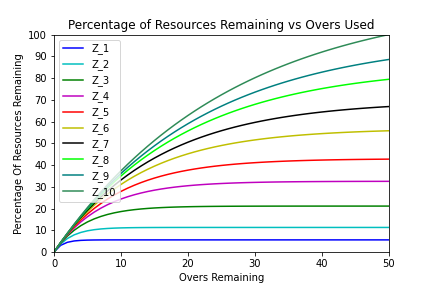 Percentage of Resources Remaining vs Overs Used
Percentage Of Resources Remaining
100
90
80
70
60
50
40
30
20
10
0
Z_1
Z_2
Z_3
Z_4
Z_5
Z_6
Z_7
Z_8
Z_9
Z_10
0
10
20
30
40
50
Overs Remaining